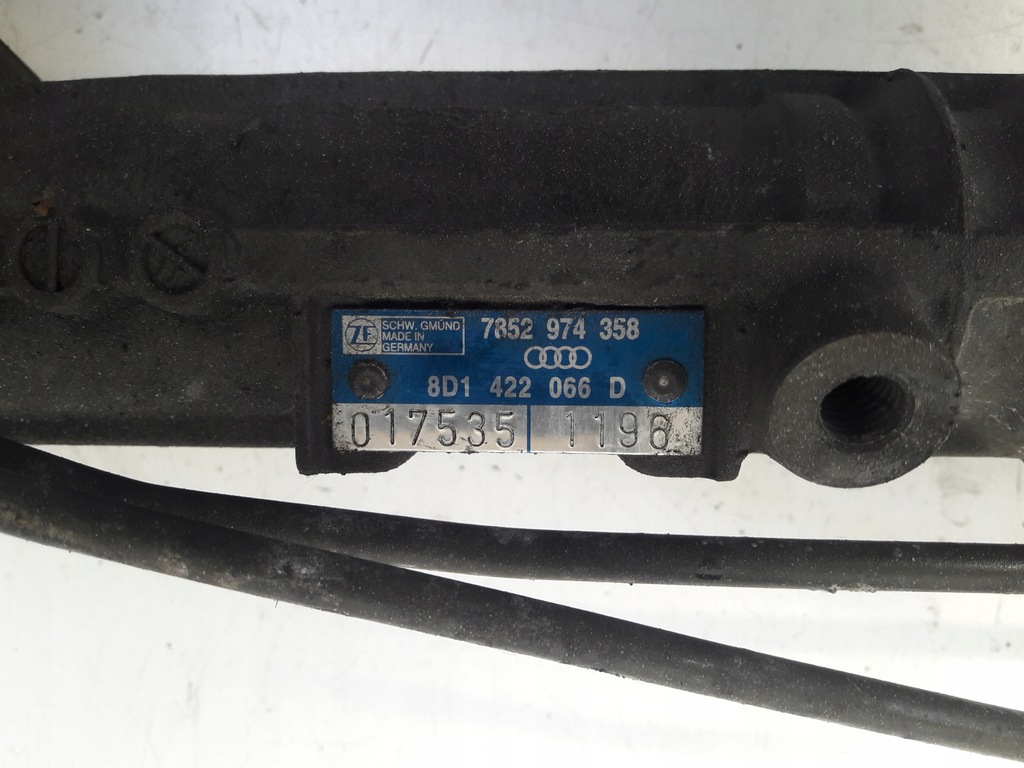 ZF SCHW. GMÜND
MADE IN
GERMANY
7852 974 358
8D1 422 066 D
017535 1196